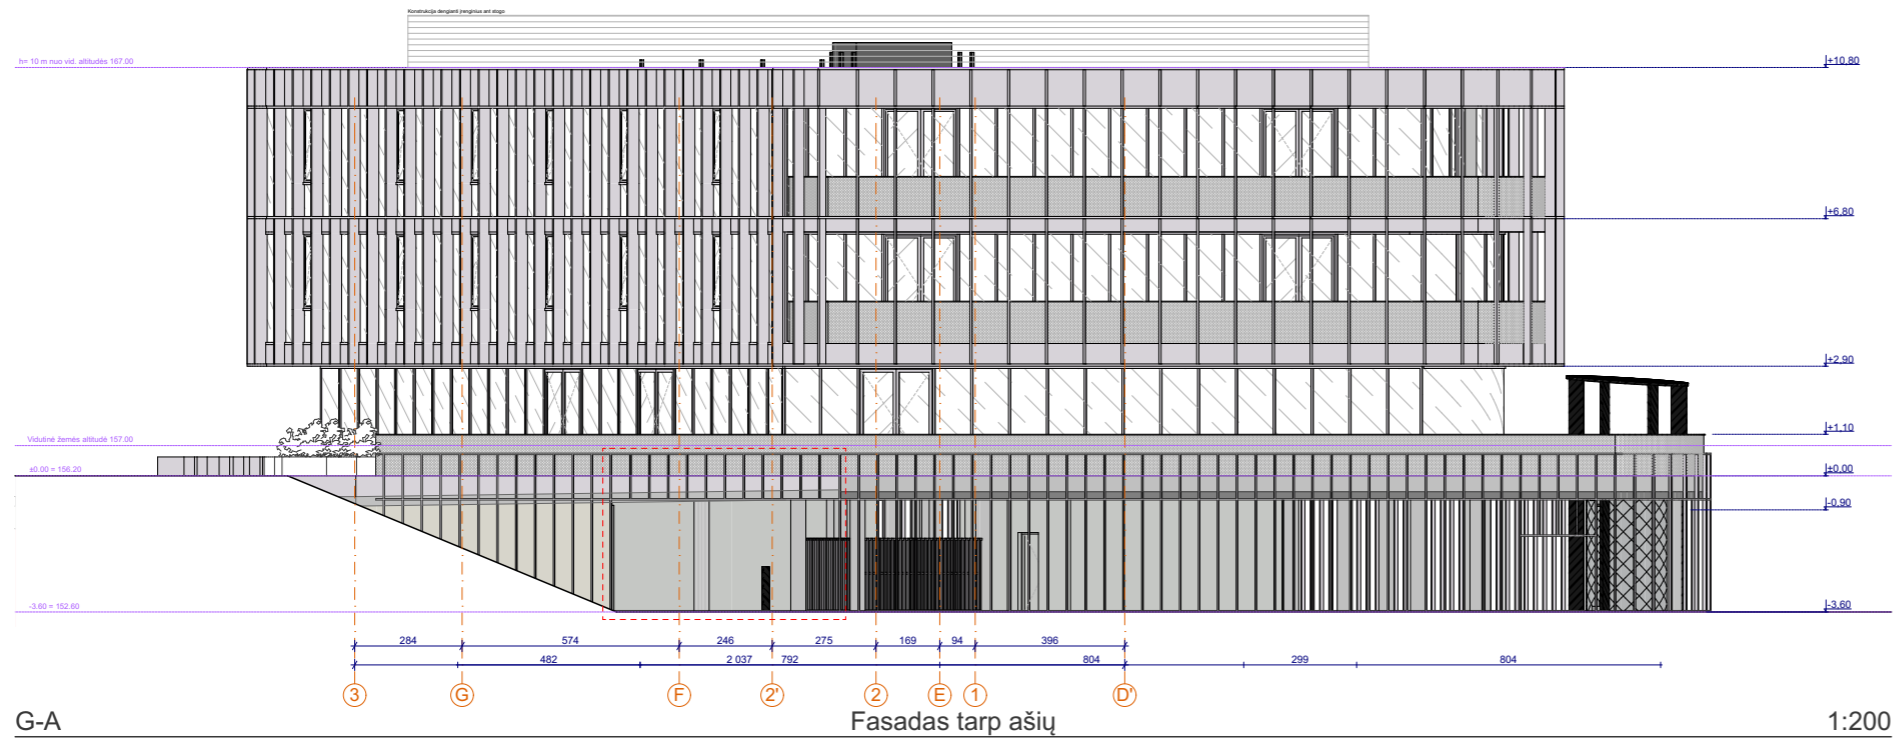 Konstrukcija dengianti įrenginius ant stogo
h= 10 m nuo vid. altitudės 167.00
+10.80
+6.80
+2.90
+1.10
Vidutinė žemės altitudė 157.00
±0.00 = 156.20
±0.00
-0.90
-3.60 = 152.60
-3.60
284 574 246 275 169 94 396
482 2 037 792 804 299 804
3 G F 2' 2 E 1 D'
G-A Fasadas tarp ašių 1:200